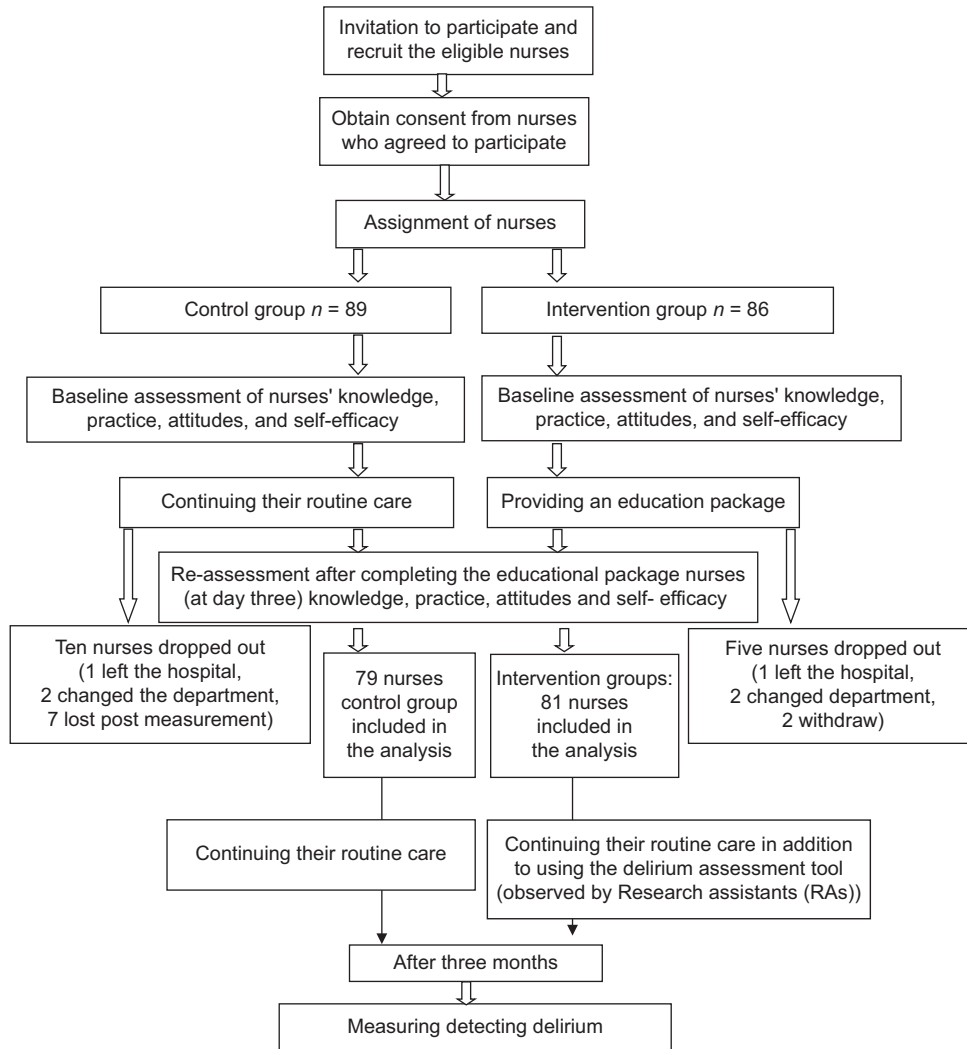 Invitation to participate and
recruit the eligible nurses
Obtain consent from nurses
who agreed to participate
Assignment of nurses
Control group n = 89
Intervention group n = 86
Baseline assessment of nurses' knowledge,
practice, attitudes, and self-efficacy
Baseline assessment of nurses' knowledge,
practice, attitudes, and self-efficacy
Continuing their routine care
Providing an education package
Re-assessment after completing the educational package nurses
(at day three) knowledge, practice, attitudes and self- efficacy
Ten nurses dropped out
(1 left the hospital,
2 changed the department,
7 lost post measurement)
79 nurses
control group
included in
the analysis
Intervention groups:
81 nurses
included in
the analysis
Five nurses dropped out
(1 left the hospital,
2 changed department,
2 withdraw)
Continuing their routine care
Continuing their routine care in addition
to using the delirium assessment tool
(observed by Research assistants (RAs))
After three months
Measuring detecting delirium